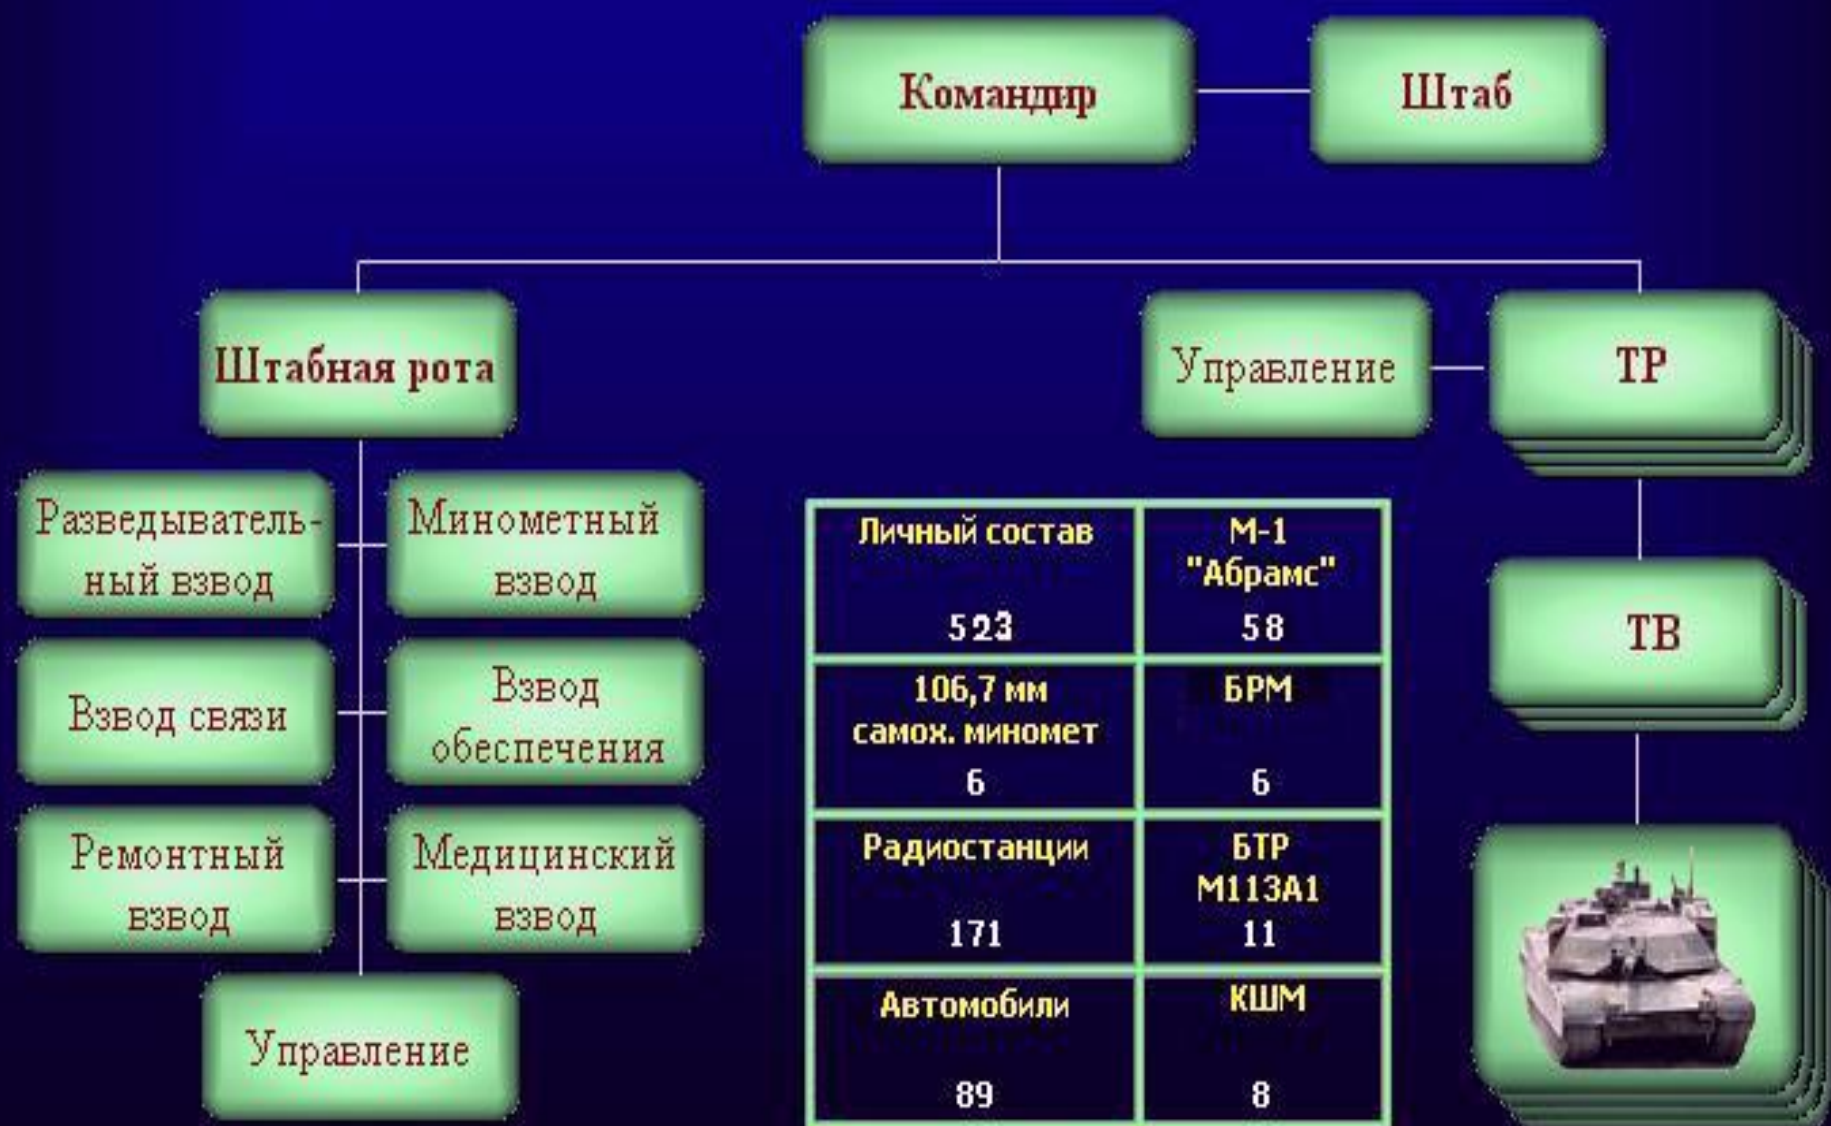 Командир
Штаб
Штабная рота
Управление
ТР
Разведыватель-
ный взвод
Минометный
взвод
Взвод связи
Взвод
обеспечения
Ремонтный
взвод
Медицинский
взвод
Управление
Личный состав
523
М-1
"Абрамс"
58
106,7 мм
самох. миномет
6
БРМ
6
Радиостанции
171
БТР
М113А1
11
Автомобили
89
КШМ
8
ТВ